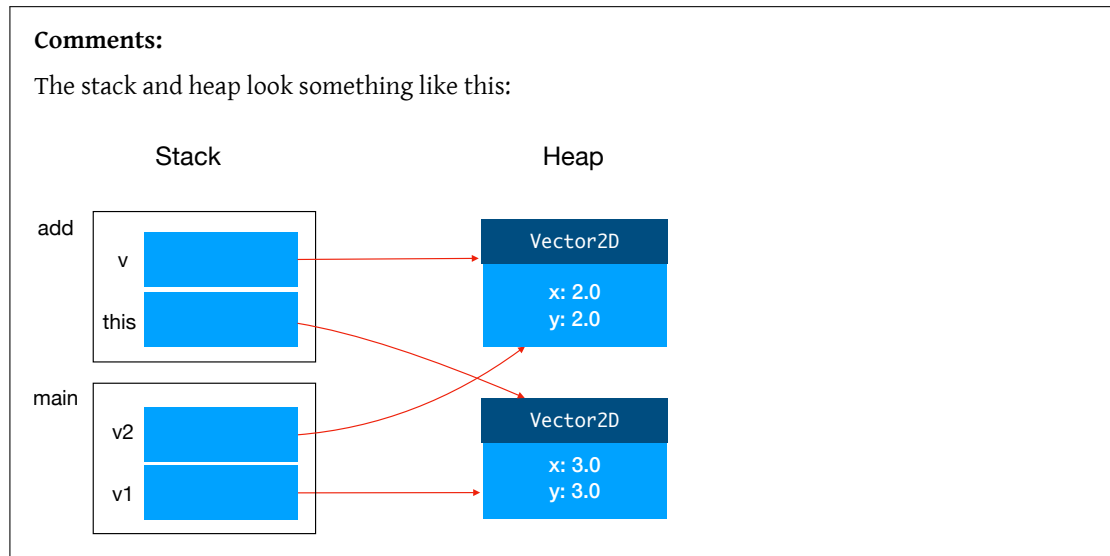 Comments:
The stack and heap look something like this:
Stack
Heap
add
v
this
Vector2D
x: 2.0
y: 2.0
main
v2
v1
Vector2D
x: 3.0
y: 3.0